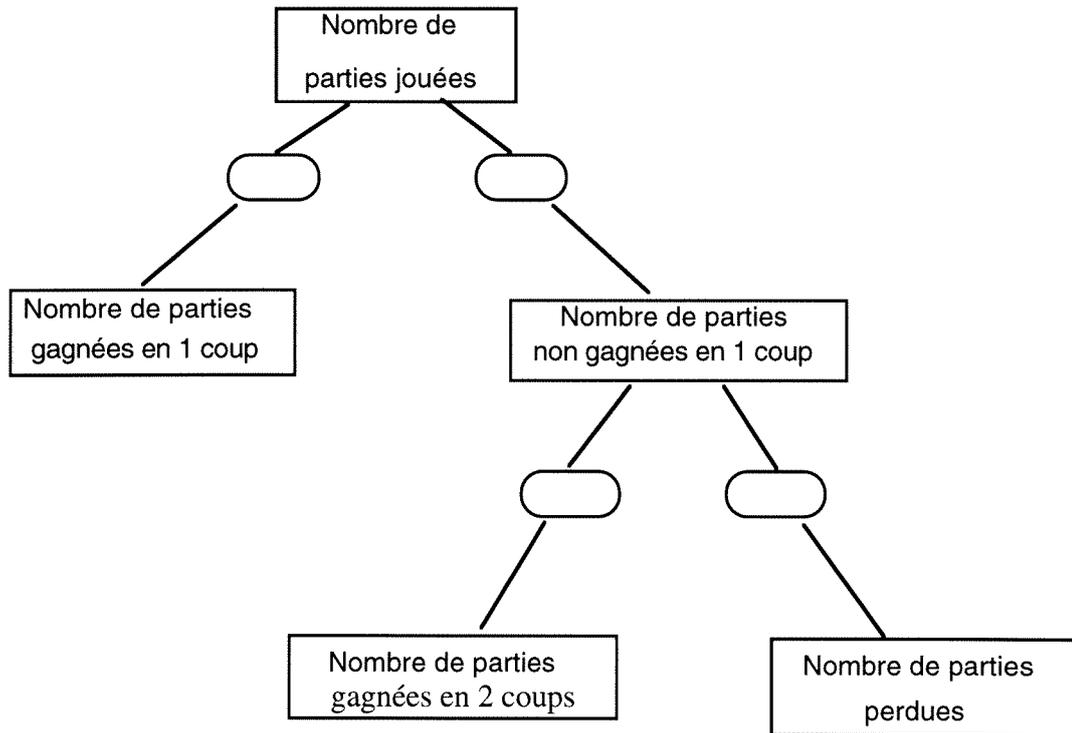 Nombre de
parties jouées
Nombre de parties
gagnées en 1 coup
Nombre de parties
non gagnées en 1 coup
Nombre de parties
gagnées en 2 coups
Nombre de parties
perdues